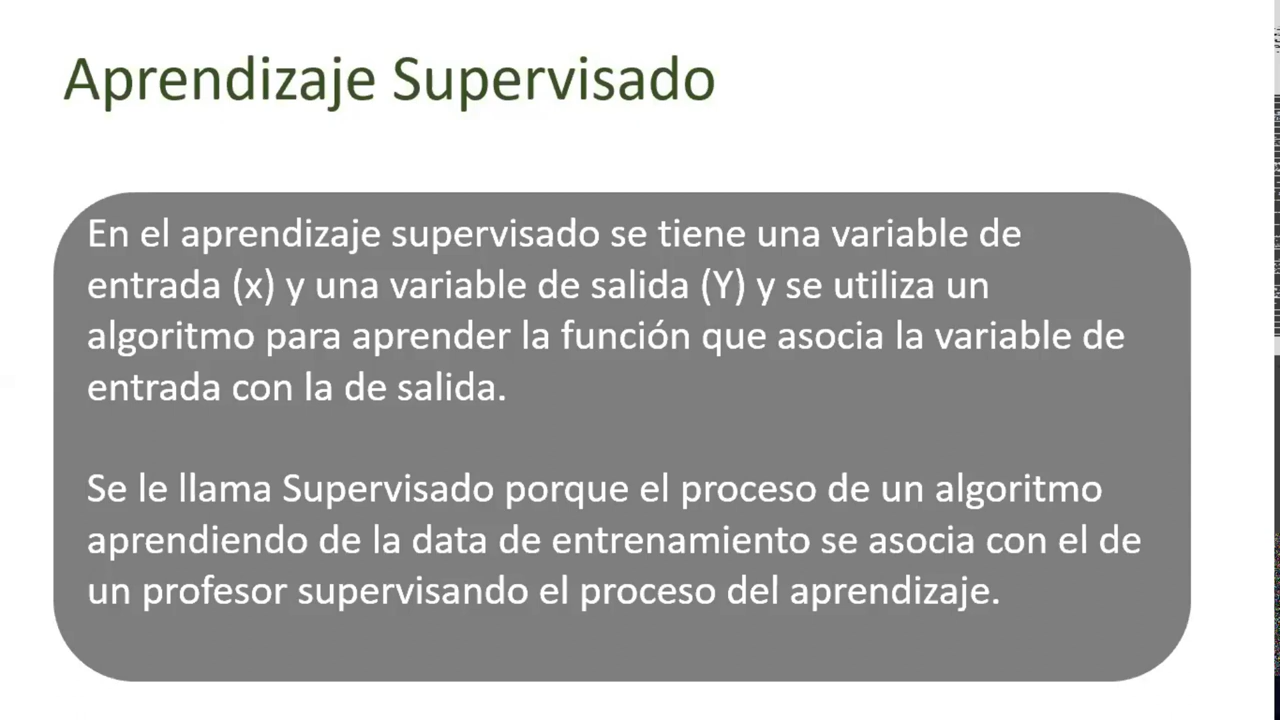 Aprendizaje Supervisado
En el aprendizaje supervisado se tiene una variable de
entrada (x) y una variable de salida (Y) y se utiliza un
algoritmo para aprender la función que asocia la variable de
entrada con la de salida.
Se le llama Supervisado porque el proceso de un algoritmo
aprendiendo de la data de entrenamiento se asocia con el de
un profesor supervisando el proceso del aprendizaje.